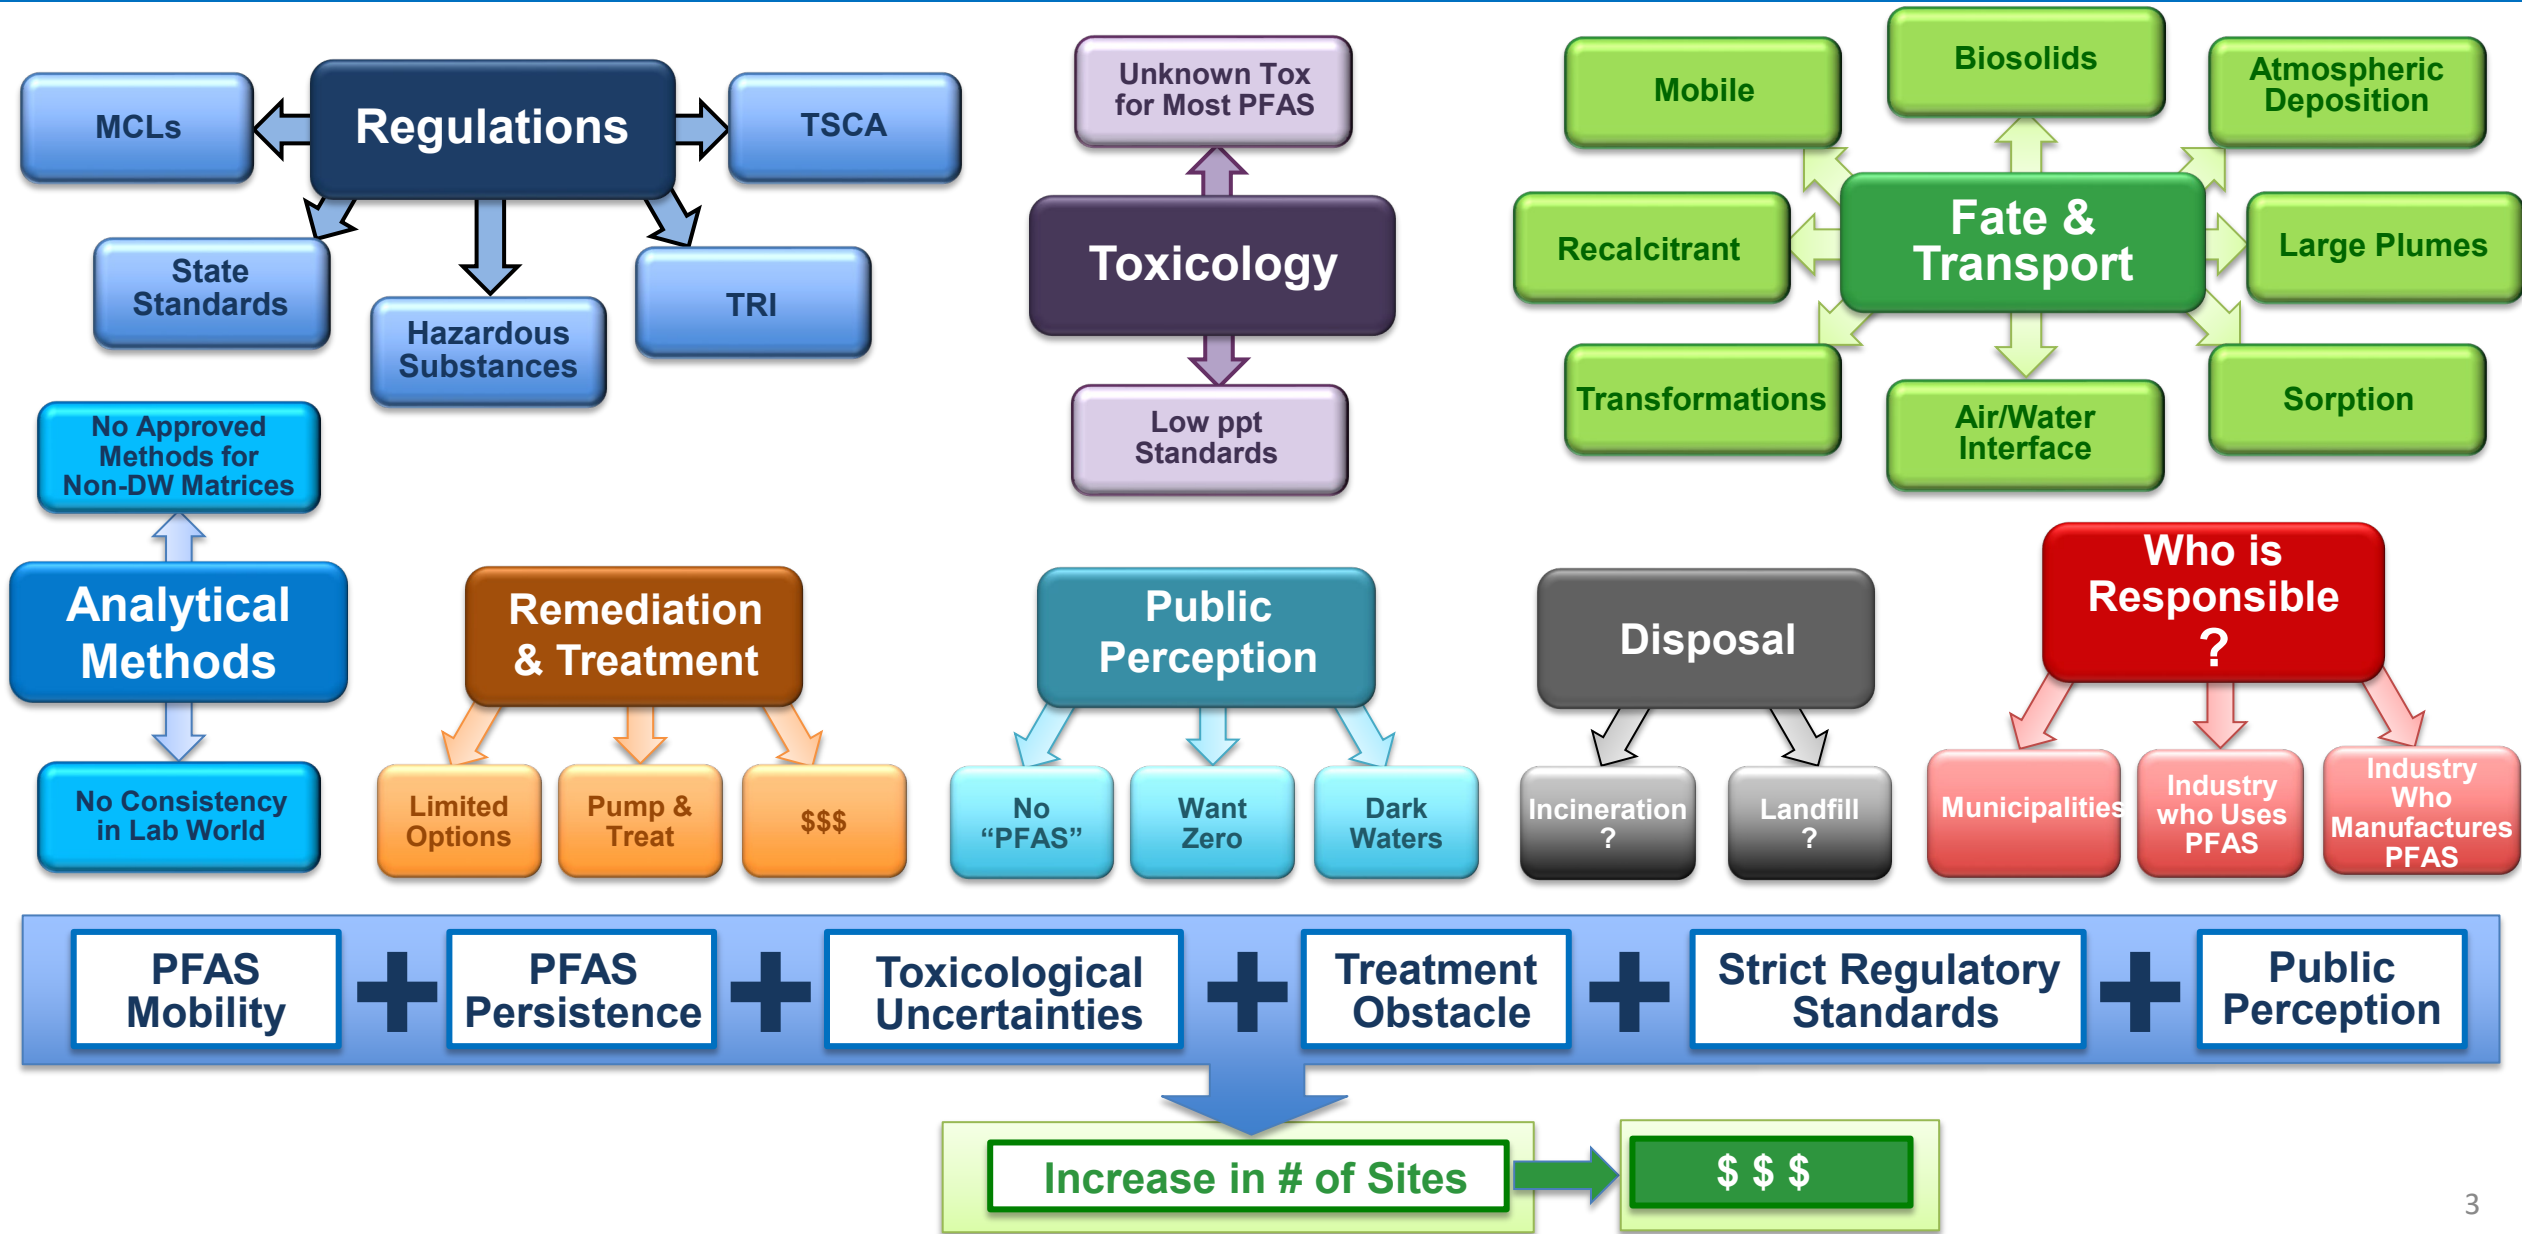 Regulations
MCLs
TSCA
State
Standards
Hazardous
Substances
TRI
Unknown Tox
for Most PFAS
Toxicology
Low ppt
Standards
Biosolids
Mobile
Atmospheric
Deposition
Fate &
Transport
Recalcitrant
Large Plumes
Transformations
Air/Water
Interface
Sorption
No Approved
Methods for
Non-DW Matrices
Analytical
Methods
No Consistency
in Lab World
Remediation
& Treatment
Limited
Options
Pump &
Treat
$$$
Public
Perception
No
“PFAS”
Want
Zero
Dark
Waters
Disposal
Incineration
?
Landfill
?
Who is
Responsible
?
Municipalities
Industry
who Uses
PFAS
Industry
Who
Manufactures
PFAS
PFAS
Mobility
PFAS
Persistence
Toxicological
Uncertainties
Treatment
Obstacle
Strict Regulatory
Standards
Public
Perception
Increase in # of Sites
$ $ $
3